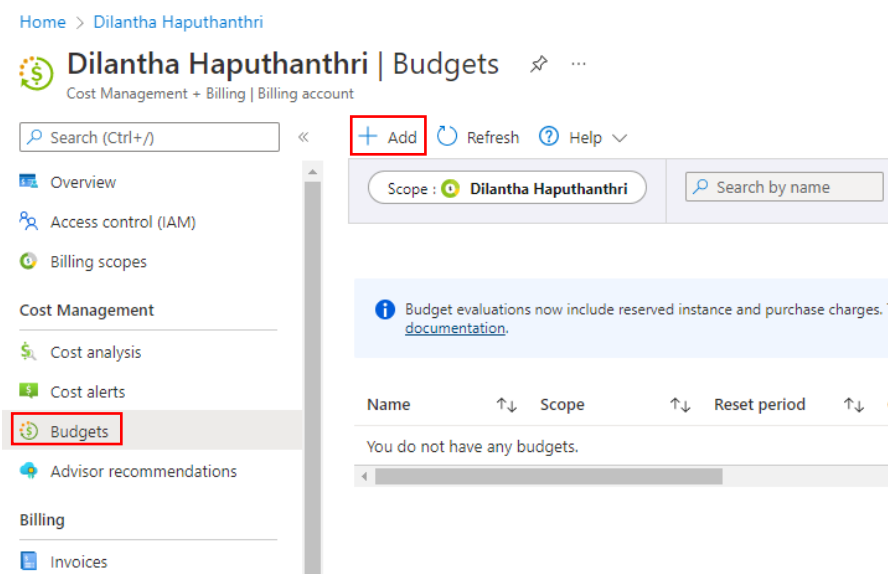 Home > Dilantha Haputhanthri
Dilantha Haputhanthri | Budgets ...
Cost Management + Billing | Billing account
Search (Ctrl+/)
«
Overview
Access control (IAM)
Billing scopes
Cost Management
Cost analysis
Cost alerts
Budgets
Advisor recommendations
Billing
Invoices
+ Add Refresh Help
Scope : Dilantha Haputhanthri Search by name
Budget evaluations now include reserved instance and purchase charges.
documentation.
Name ↑↓ Scope ↑↓ Reset period ↑↓
You do not have any budgets.